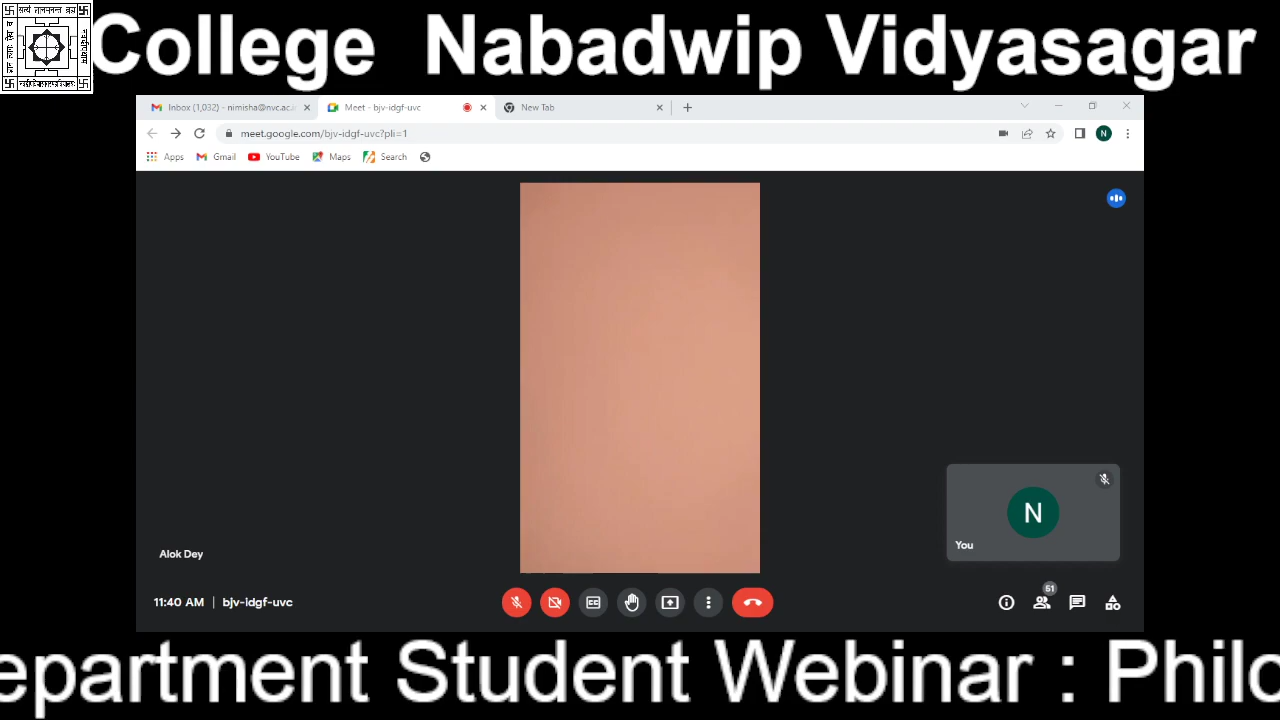 College Nabadwip Vidyasagar
Inbox (1,032) - nimisha@nvc.ac.i
Meet - bjv-idgf-uvc
New Tab
meet.google.com/bjv-idgf-uvc?pli=1
N
Apps
Gmail
YouTube
Maps
Search
N
You
Alok Dey
11:40 AM | bjv-idgf-uvc
CC
51
epartment Student Webinar : Philo